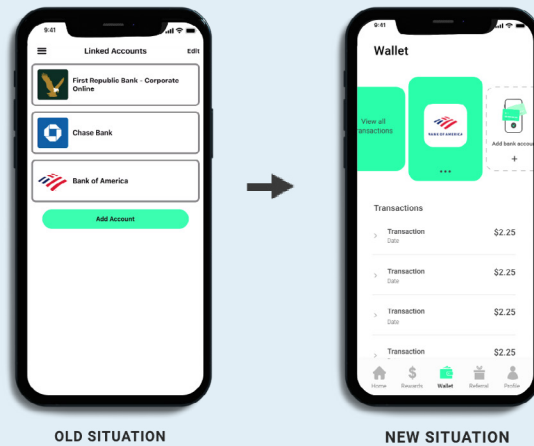 9:41
Linked Accounts
Edit
First Republic Bank - Corporate
Online
Chase Bank
Bank of America
Add Account
OLD SITUATION
9:41
Wallet
View all
transactions
BANK OF AMERICA
Add bank accou
+
Transactions
Transaction
$2.25
Date
Transaction
$2.25
Date
Transaction
$2.25
Date
Transaction
$2.25
Home
Rewards
Wallet
Referral
Profile
NEW SITUATION